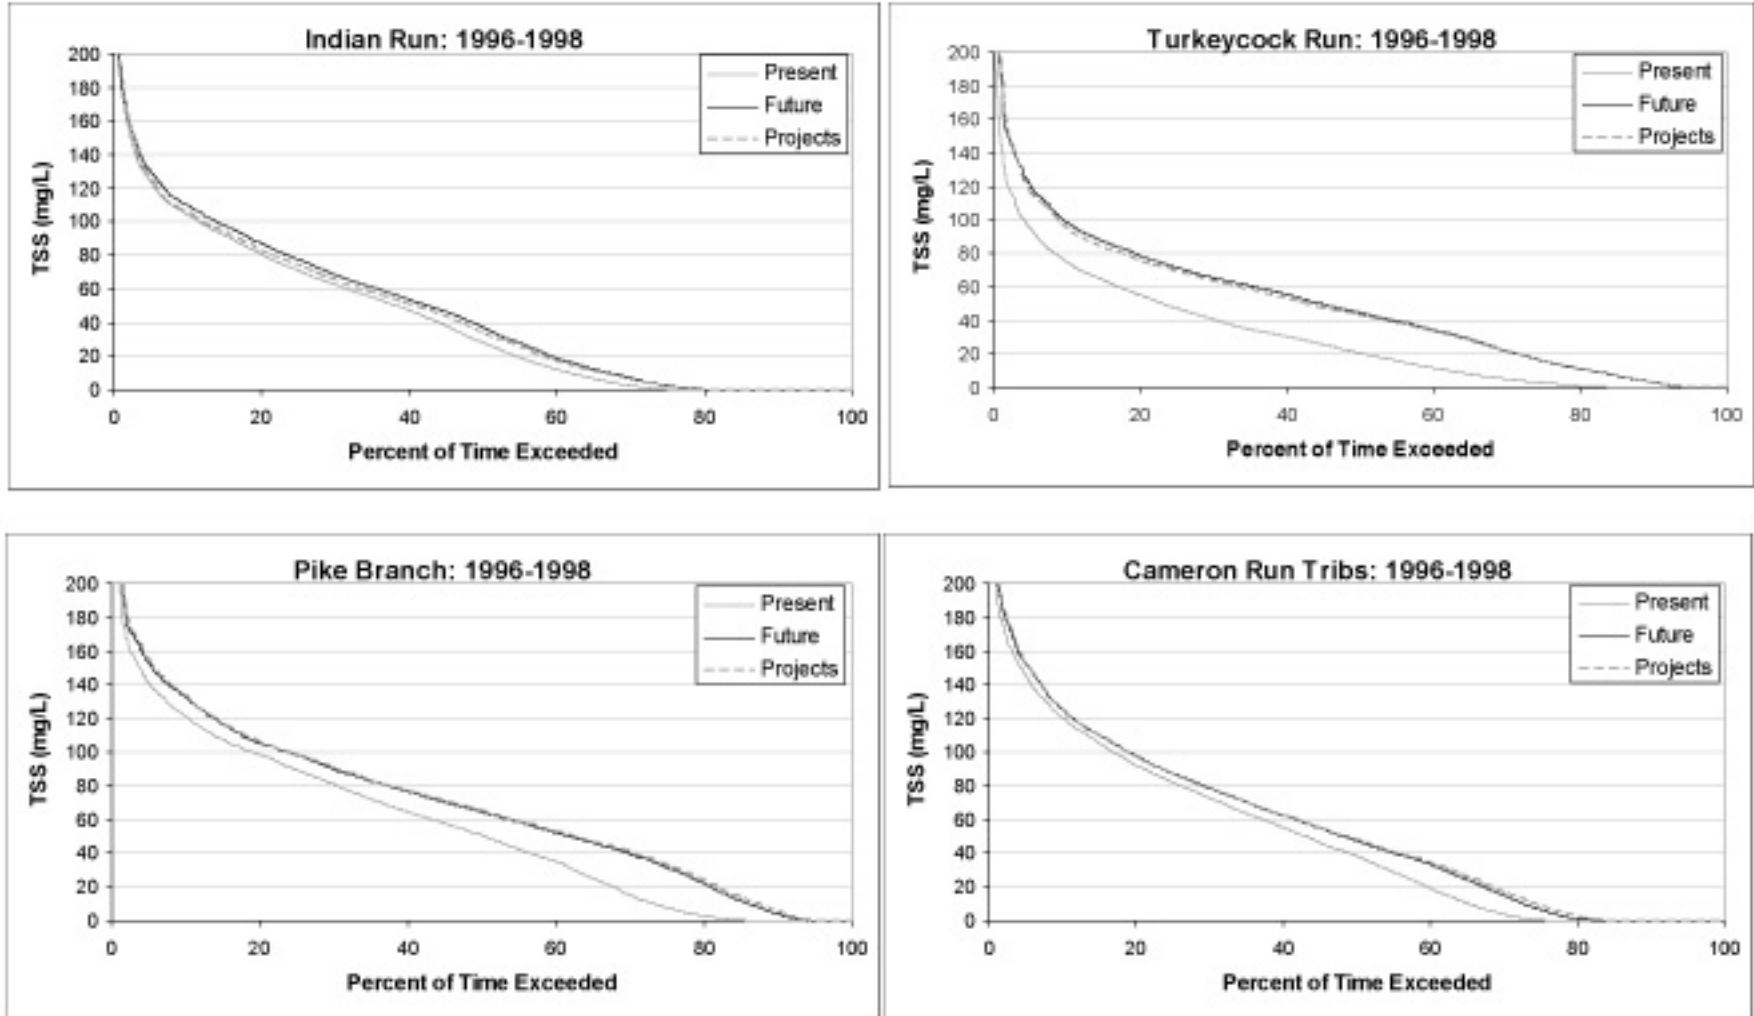 Indian Run: 1996-1998
200
180
160
140
120
100
80
60
40
20
0
TSS (mg/L)
Present
Future
Projects
0 20 40 60 80 100
Percent of Time Exceeded
Turkeycock Run: 1996-1998
200
180
160
140
120
100
80
60
40
20
0
TSS (mg/L)
Present
Future
Projects
0 20 40 60 80 100
Percent of Time Exceeded
Pike Branch: 1996-1998
200
180
160
140
120
100
80
60
40
20
0
TSS (mg/L)
Present
Future
Projects
0 20 40 60 80 100
Percent of Time Exceeded
Cameron Run Tribs: 1996-1998
200
180
160
140
120
100
80
60
40
20
0
TSS (mg/L)
Present
Future
Projects
0 20 40 60 80 100
Percent of Time Exceeded